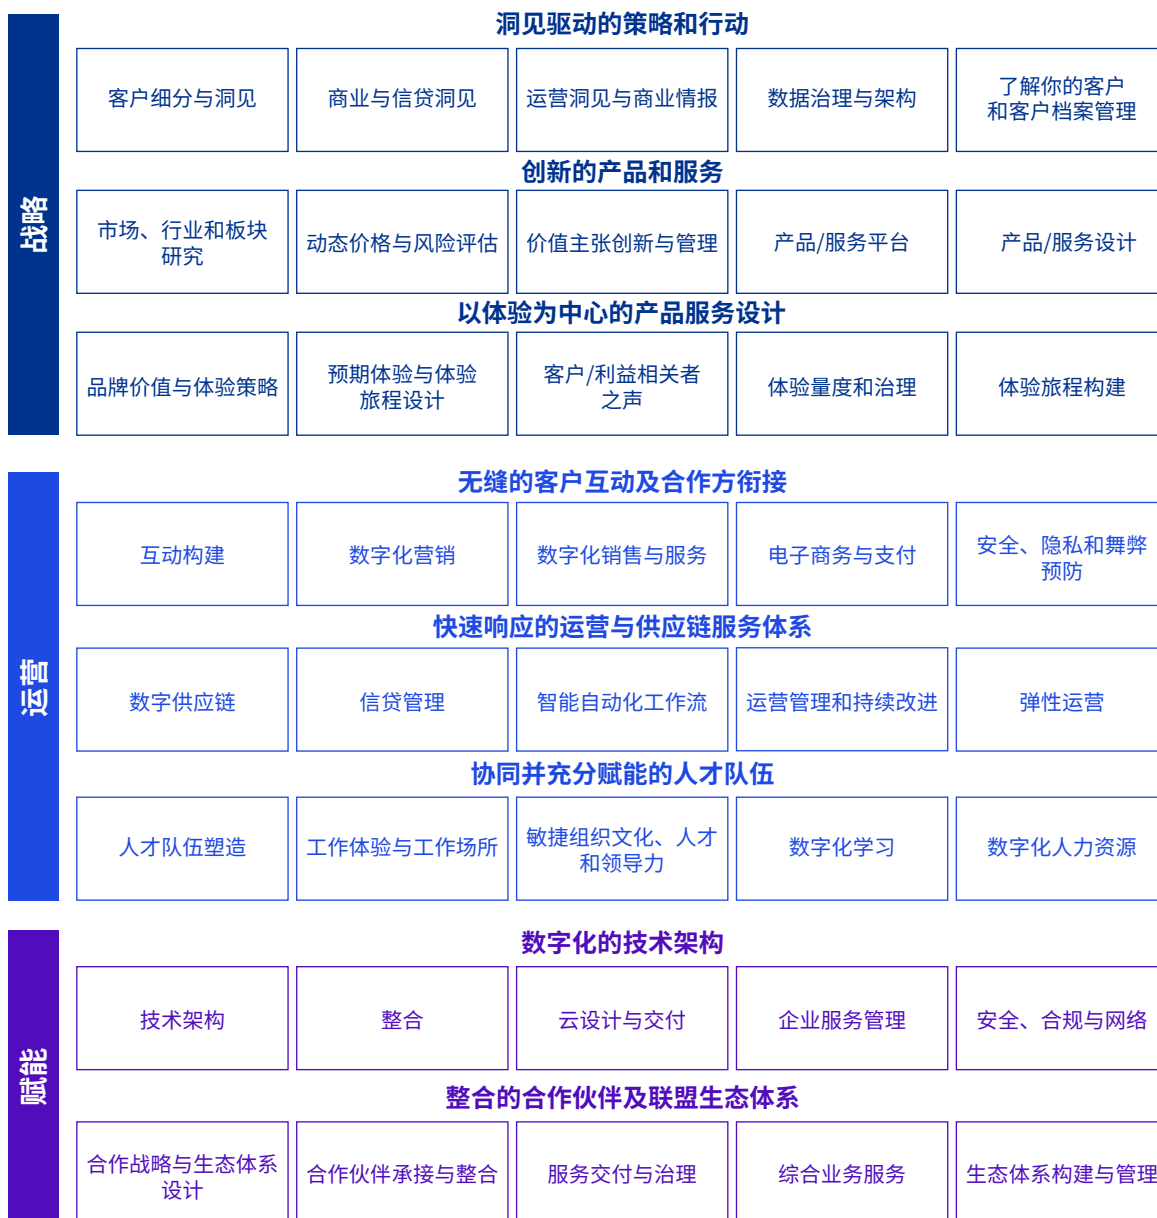 战略
洞见驱动的策略和行动
客户细分与洞见
商业与信贷洞见
运营洞见与商业情报
数据治理与架构
了解你的客户
和客户档案管理
创新的产品和服务
市场、行业和板块
研究
动态价格与风险评估
价值主张创新与管理
产品/服务平台
产品/服务设计
以体验为中心的产品服务设计
品牌价值与体验策略
预期体验与体验
旅程设计
客户/利益相关者
之声
体验量度和治理
体验旅程构建
运营
无缝的客户互动及合作方衔接
互动构建
数字化营销
数字化销售与服务
电子商务与支付
安全、隐私和舞弊
预防
快速响应的运营与供应链服务体系
数字供应链
信贷管理
智能自动化工作流
运营管理和持续改进
弹性运营
协同并充分赋能的人才队伍
人才队伍塑造
工作体验与工作场所
敏捷组织文化、人才
和领导力
数字化学习
数字化人力资源
赋能
数字化的技术架构
技术架构
整合
云设计与交付
企业服务管理
安全、合规与网络
整合的合作伙伴及联盟生态体系
合作战略与生态体系
设计
合作伙伴承接与整合
服务交付与治理
综合业务服务
生态体系构建与管理